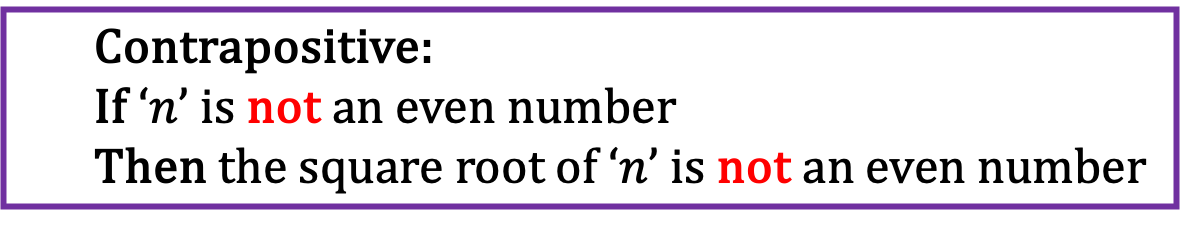 Contrapositive:
If ‘n’ is not an even number
Then the square root of ‘n’ is not an even number